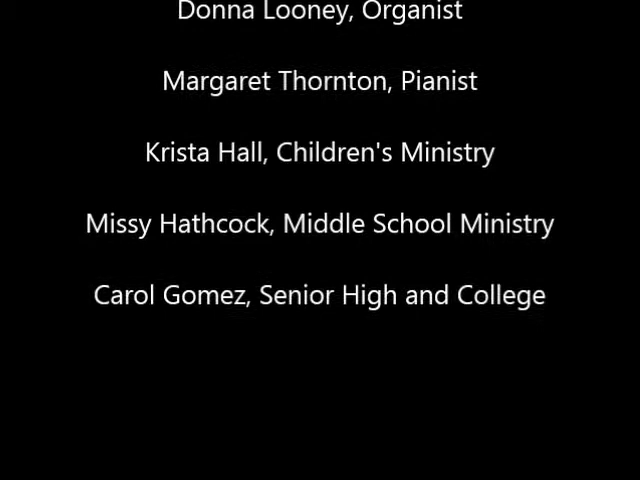 Donna Looney, Organist
Margaret Thornton, Pianist
Krista Hall, Children's Ministry
Missy Hathcock, Middle School Ministry
Carol Gomez, Senior High and College